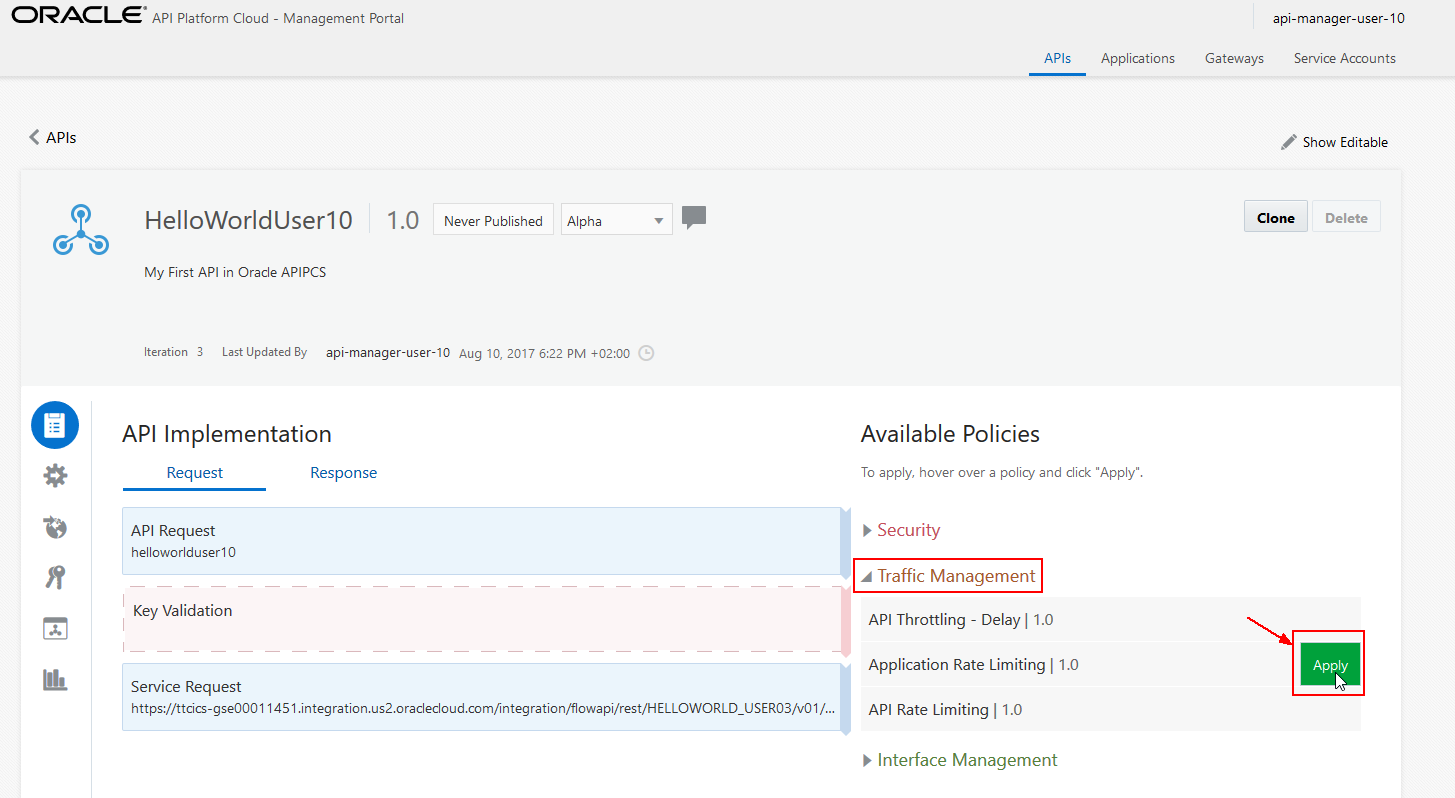 ORACLE® API Platform Cloud - Management Portal
api-manager-user-10
APIs Applications Gateways Service Accounts
APIs
Show Editable
HelloWorldUser10 1.0 Never Published Alpha
Clone Delete
My First API in Oracle APIPCS
Iteration 3 Last Updated By api-manager-user-10 Aug 10, 2017 6:22 PM +02:00
API Implementation
Request Response
API Request
helloworlduser10
Key Validation
Service Request
https://ttcics-gse00011451.integration.us2.oraclecloud.com/integration/flowapi/rest/HELLOWORLD_USER03/v01/...
Available Policies
To apply, hover over a policy and click "Apply".
Security
Traffic Management
API Throttling - Delay | 1.0
Application Rate Limiting | 1.0
Apply
API Rate Limiting | 1.0
Interface Management